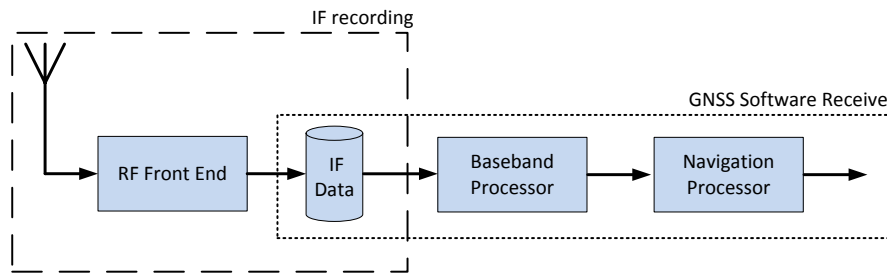 IF recording
GNSS Software Receive
RF Front End
IF
Data
Baseband
Processor
Navigation
Processor